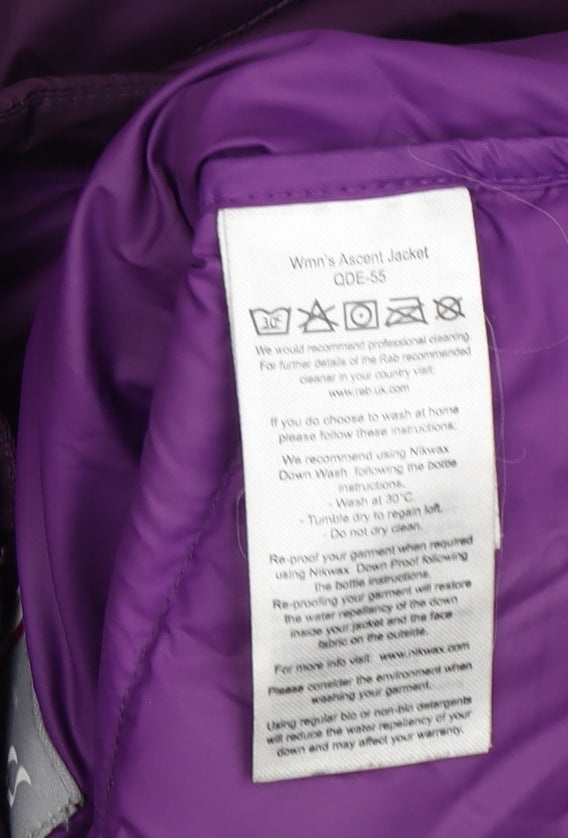 Wmn's Ascent Jacket
QDE-55
30°
We would recommend professional cleaning.
For further details of the Rab recommended
cleaner in your country visit:
www.rab.uk.com
If you do choose to wash at home
please follow these instructions:
We recommend using Nikwax
Down Wash following the bottle
instructions.
- Wash at 30°C.
- Tumble dry to regain loft.
- Do not dry clean.
Re-proof your garment when required
using Nikwax Down Proof following
the bottle instructions.
Re-proofing your garment will restore
the water repellency of the down
inside your jacket and the face
fabric on the outside.
For more info visit: www.nikwax.com
Please consider the environment when
washing your garment.
Using regular bio or non-bio detergents
will reduce the water repellency of your
down and may affect your warranty.